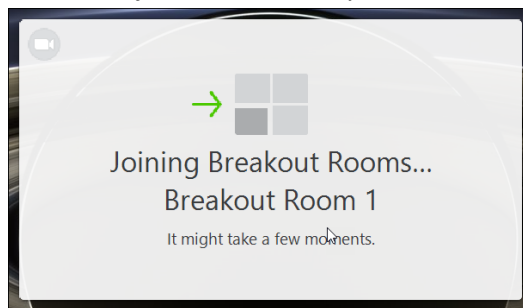 Joining Breakout Rooms...
Breakout Room 1
It might take a few moments.